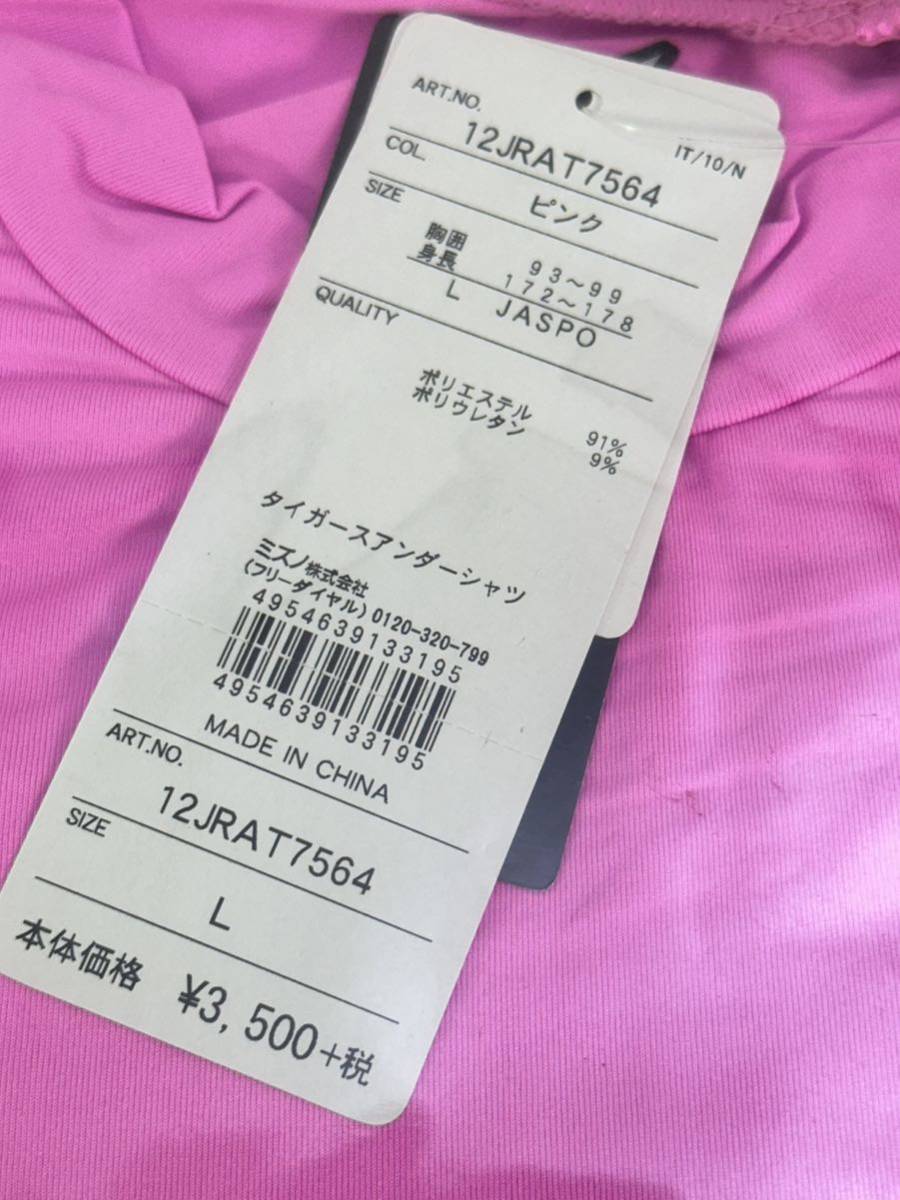 ART.NO.
12JRAT7564
IT/10/N
COL.
ピンク
SIZE
胸囲 93～99
身長 172～178
L JASPO
QUALITY
ポリエステル 91%
ポリウレタン 9%
タイガースアンダーシャツ
ミズノ株式会社
(フリーダイヤル)0120-320-799
4954639133195
4954639133195
MADE IN CHINA
ART.NO.
12JRAT7564
SIZE
L
本体価格 ¥3,500+税